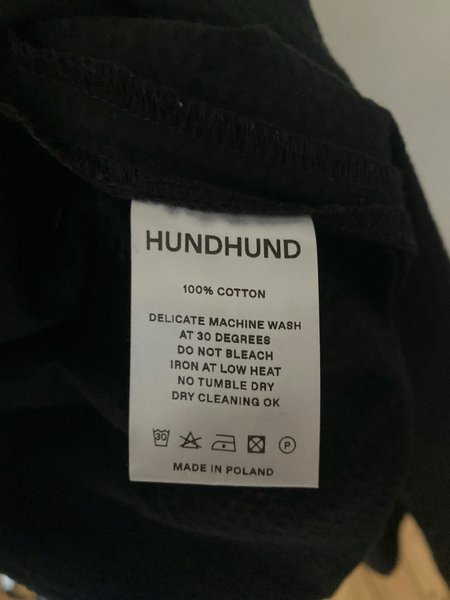 HUNDHUND
100% COTTON
DELICATE MACHINE WASH
AT 30 DEGREES
DO NOT BLEACH
IRON AT LOW HEAT
NO TUMBLE DRY
DRY CLEANING OK
30 P
MADE IN POLAND